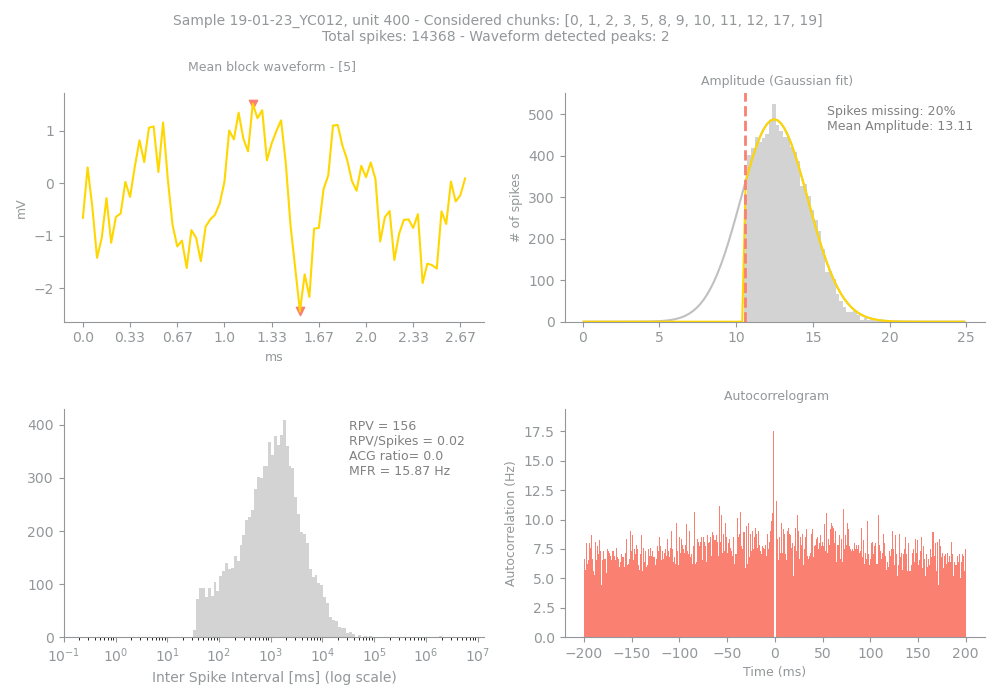 Sample 19-01-23_YC012, unit 400 - Considered chunks: [0, 1, 2, 3, 5, 8, 9, 10, 11, 12, 17, 19]
Total spikes: 14368 - Waveform detected peaks: 2
Mean block waveform - [5]
1
0
−1
−2
mV
0.0 0.33 0.67 1.0 1.33 1.67 2.0 2.33 2.67
ms
Amplitude (Gaussian fit)
Spikes missing: 20%
Mean Amplitude: 13.11
500
400
300
200
100
0
# of spikes
0 5 10 15 20 25
400
300
200
100
0
RPV = 156
RPV/Spikes = 0.02
ACG ratio= 0.0
MFR = 15.87 Hz
10⁻¹ 10⁰ 10¹ 10² 10³ 10⁴ 10⁵ 10⁶ 10⁷
Inter Spike Interval [ms] (log scale)
Autocorrelogram
17.5
15.0
12.5
10.0
7.5
5.0
2.5
0.0
Autocorrelation (Hz)
−200 −150 −100 −50 0 50 100 150 200
Time (ms)